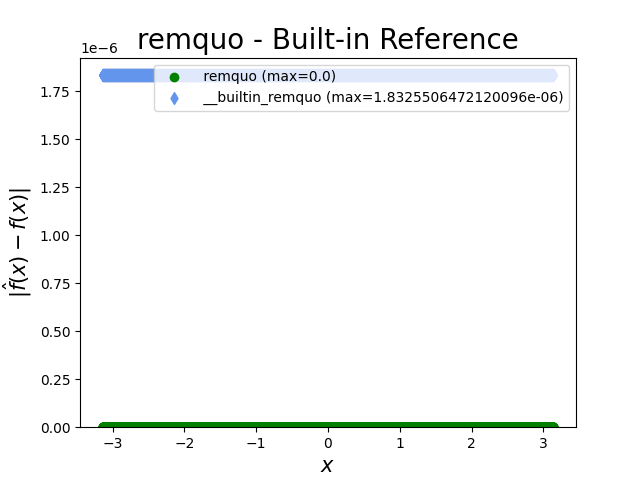 remquo - Built-in Reference
1e−6
remquo (max=0.0)
__builtin_remquo (max=1.8325506472120096e-06)
1.75
1.50
1.25
1.00
0.75
0.50
0.25
0.00
|f̂(x) − f(x)|
−3 −2 −1 0 1 2 3
x